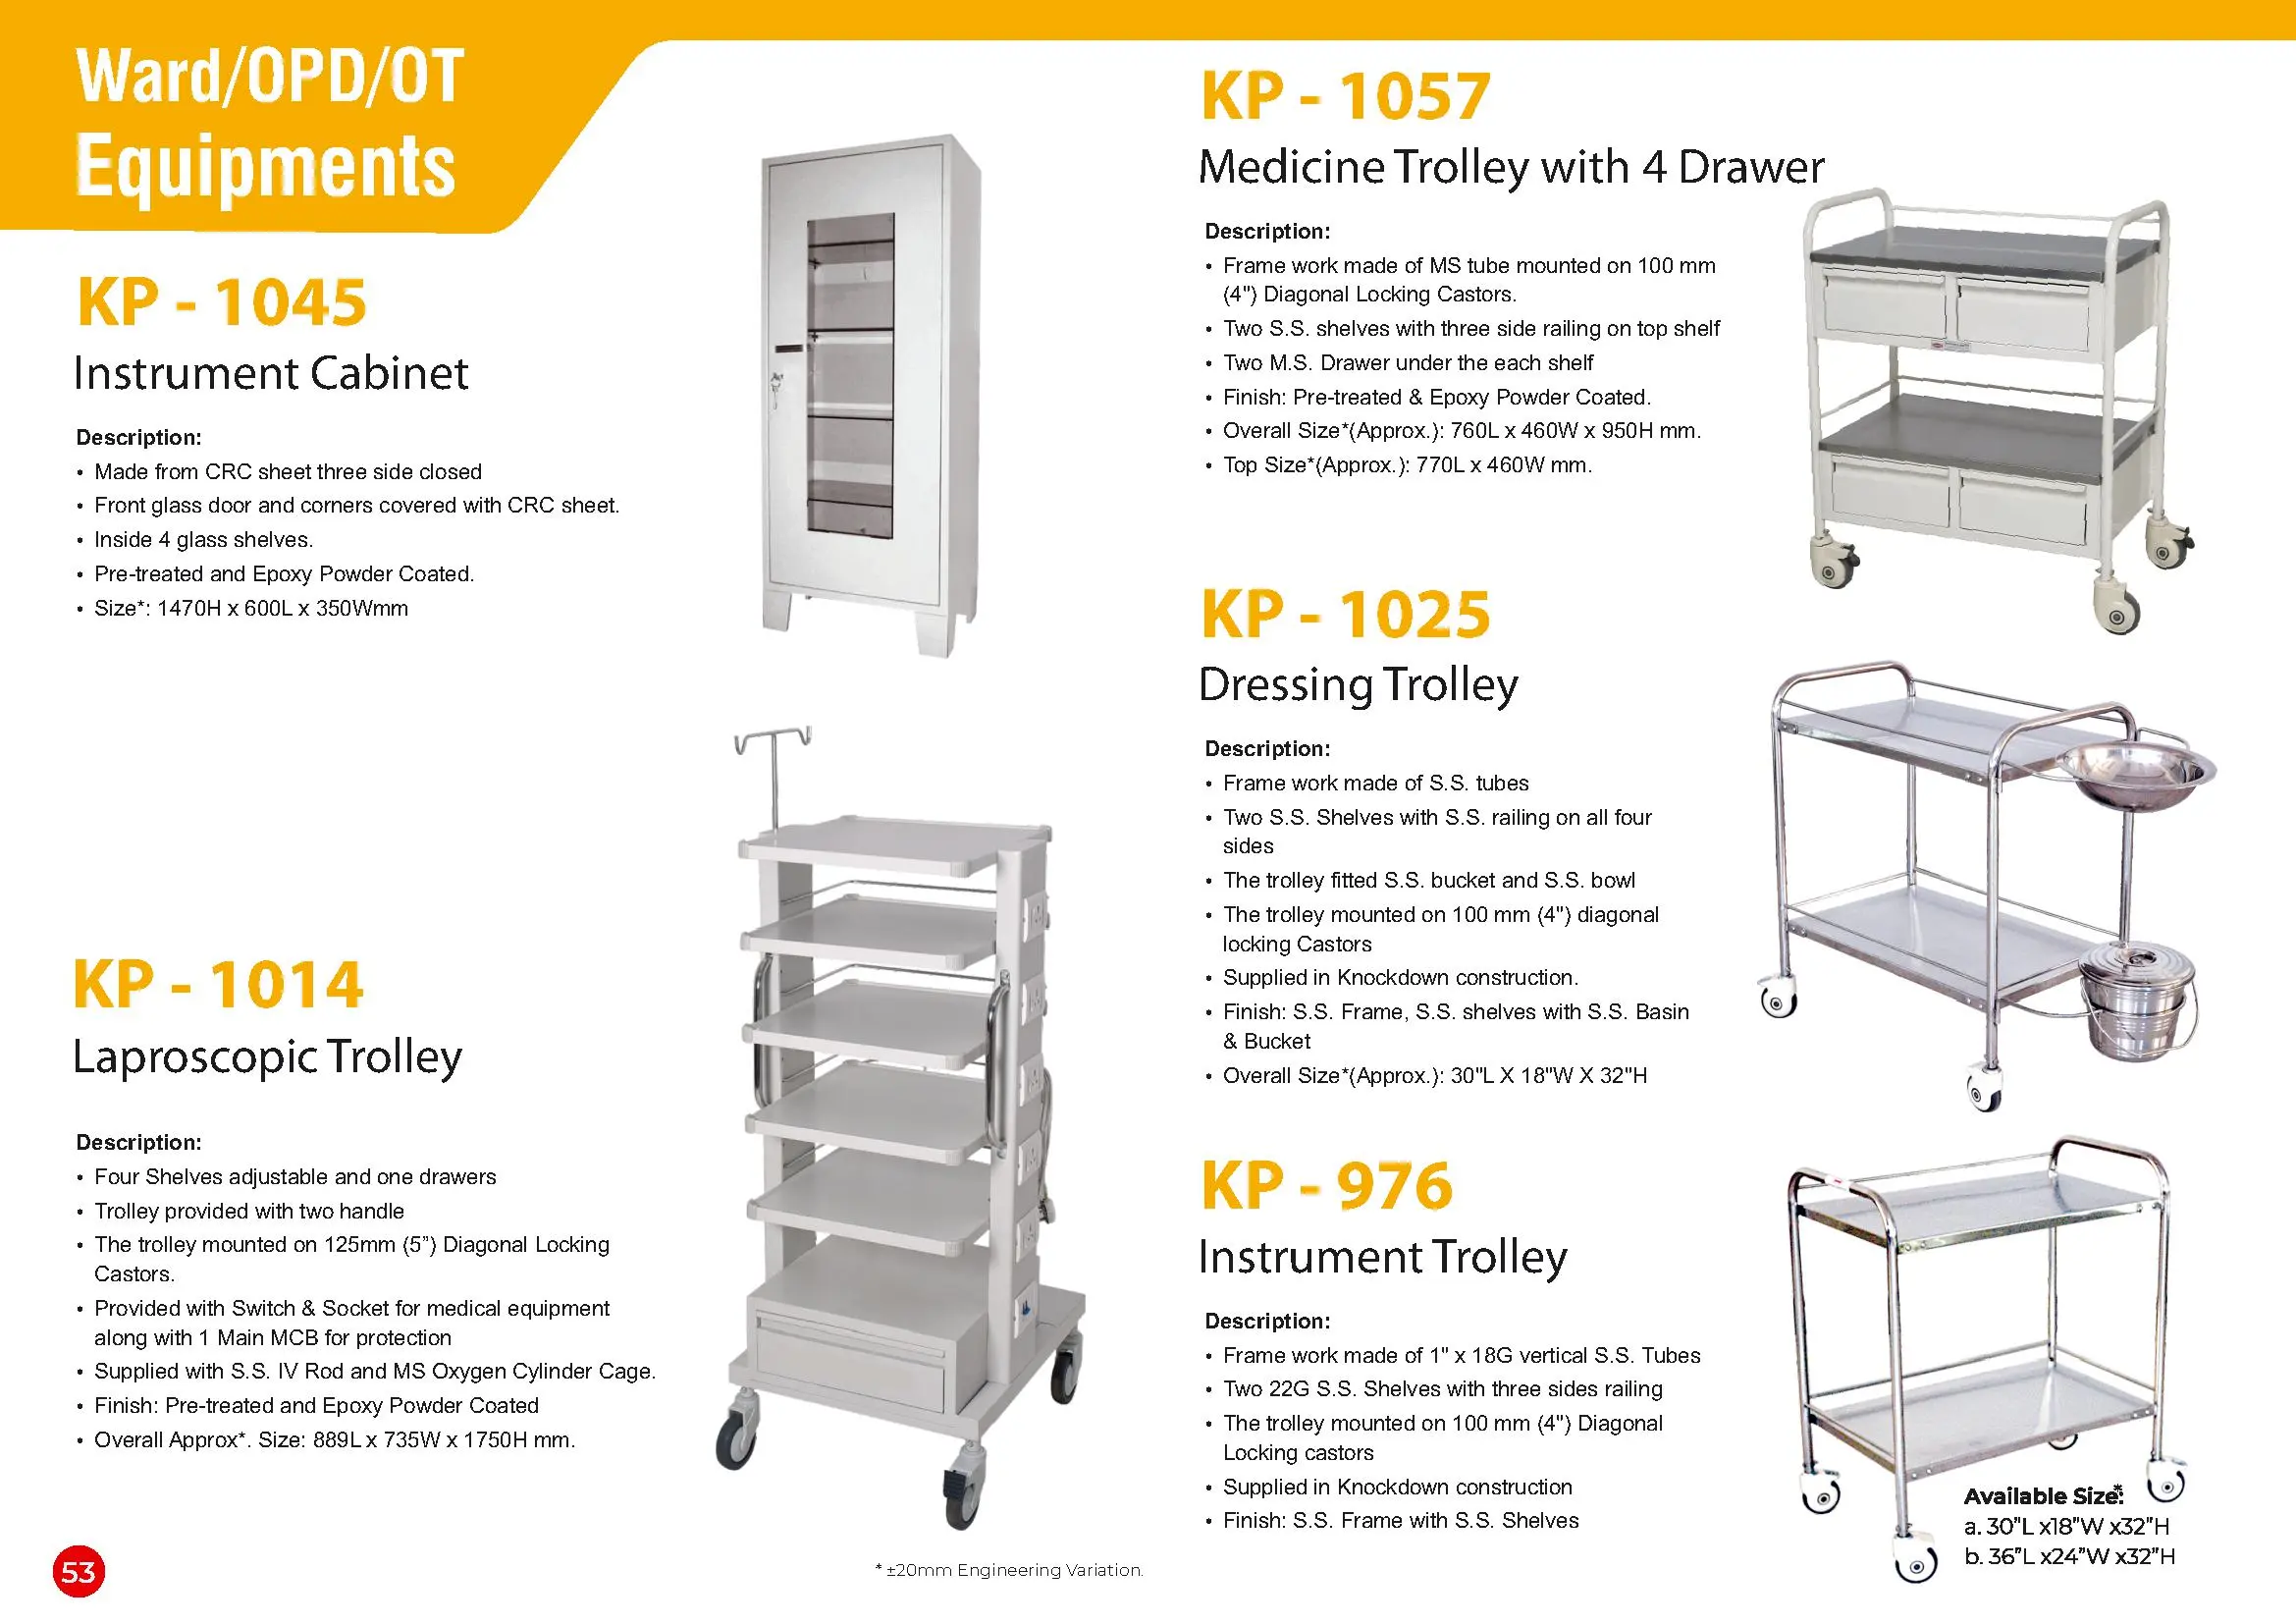 Ward/OPD/OT
Equipments
KP - 1045
Instrument Cabinet
Description:
• Made from CRC sheet three side closed
• Front glass door and corners covered with CRC sheet.
• Inside 4 glass shelves.
• Pre-treated and Epoxy Powder Coated.
• Size*: 1470H x 600L x 350Wmm
KP - 1014
Laproscopic Trolley
Description:
• Four Shelves adjustable and one drawers
• Trolley provided with two handle
• The trolley mounted on 125mm (5”) Diagonal Locking
Castors.
• Provided with Switch & Socket for medical equipment
along with 1 Main MCB for protection
• Supplied with S.S. IV Rod and MS Oxygen Cylinder Cage.
• Finish: Pre-treated and Epoxy Powder Coated
• Overall Approx*. Size: 889L x 735W x 1750H mm.
KP - 1057
Medicine Trolley with 4 Drawer
Description:
• Frame work made of MS tube mounted on 100 mm
(4") Diagonal Locking Castors.
• Two S.S. shelves with three side railing on top shelf
• Two M.S. Drawer under the each shelf
• Finish: Pre-treated & Epoxy Powder Coated.
• Overall Size*(Approx.): 760L x 460W x 950H mm.
• Top Size*(Approx.): 770L x 460W mm.
KP - 1025
Dressing Trolley
Description:
• Frame work made of S.S. tubes
• Two S.S. Shelves with S.S. railing on all four
sides
• The trolley fitted S.S. bucket and S.S. bowl
• The trolley mounted on 100 mm (4") diagonal
locking Castors
• Supplied in Knockdown construction.
• Finish: S.S. Frame, S.S. shelves with S.S. Basin
& Bucket
• Overall Size*(Approx.): 30"L X 18"W X 32"H
KP - 976
Instrument Trolley
Description:
• Frame work made of 1" x 18G vertical S.S. Tubes
• Two 22G S.S. Shelves with three sides railing
• The trolley mounted on 100 mm (4") Diagonal
Locking castors
• Supplied in Knockdown construction
• Finish: S.S. Frame with S.S. Shelves
Available Size*:
a. 30”L x18”W x32”H
b. 36”L x24”W x32”H
53
* ±20mm Engineering Variation.